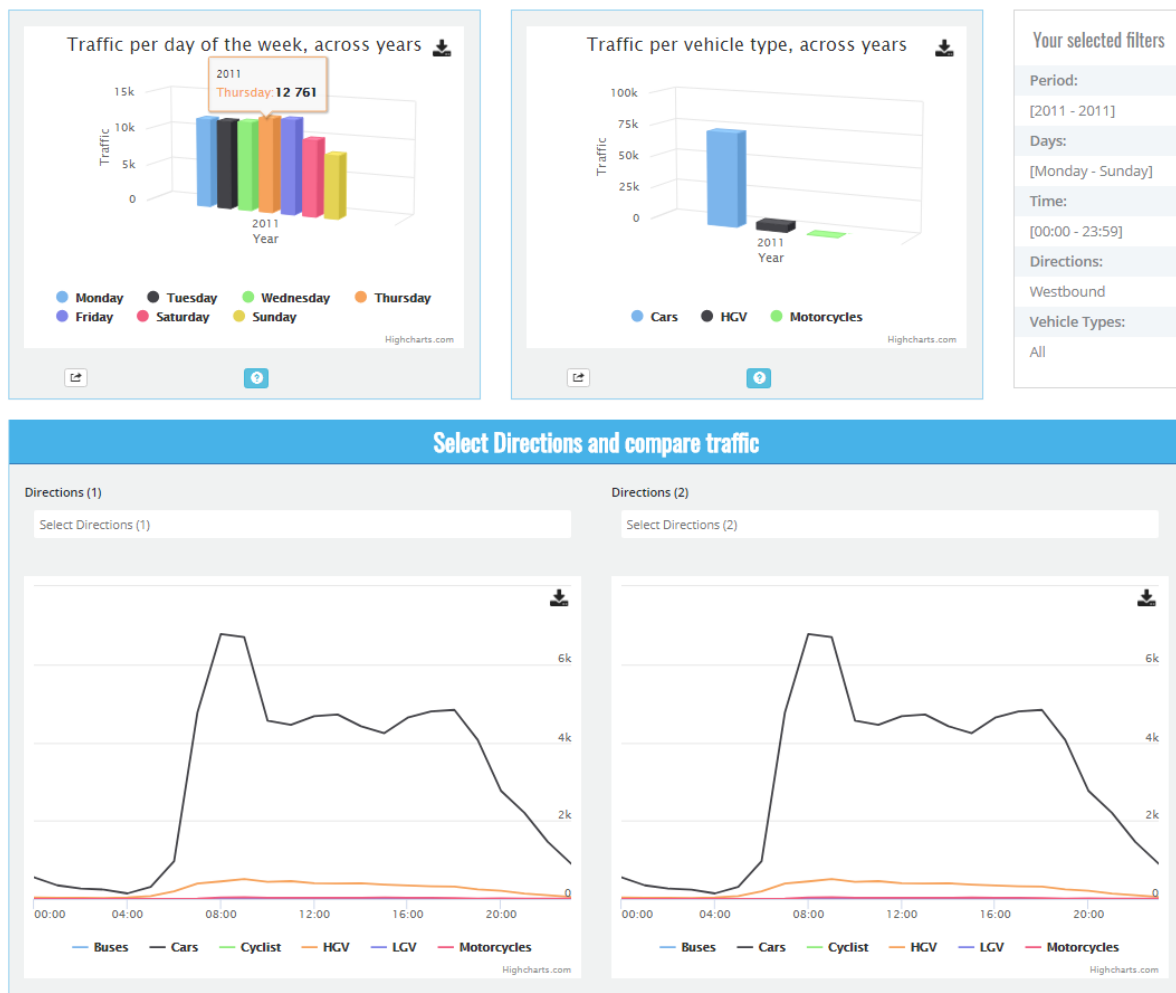 Traffic per day of the week, across years
2011
Thursday: 12 761
15k
10k
5k
0
Traffic
2011
Year
Monday Tuesday Wednesday Thursday
Friday Saturday Sunday
Highcharts.com
Traffic per vehicle type, across years
100k
75k
50k
25k
0
Traffic
2011
Year
Cars HGV Motorcycles
Highcharts.com
Your selected filters
Period:
[2011 - 2011]
Days:
[Monday - Sunday]
Time:
[00:00 - 23:59]
Directions:
Westbound
Vehicle Types:
All
Select Directions and compare traffic
Directions (1)
Select Directions (1)
6k
4k
2k
0
00:00 04:00 08:00 12:00 16:00 20:00
Buses Cars Cyclist HGV LGV Motorcycles
Highcharts.com
Directions (2)
Select Directions (2)
6k
4k
2k
0
00:00 04:00 08:00 12:00 16:00 20:00
Buses Cars Cyclist HGV LGV Motorcycles
Highcharts.com